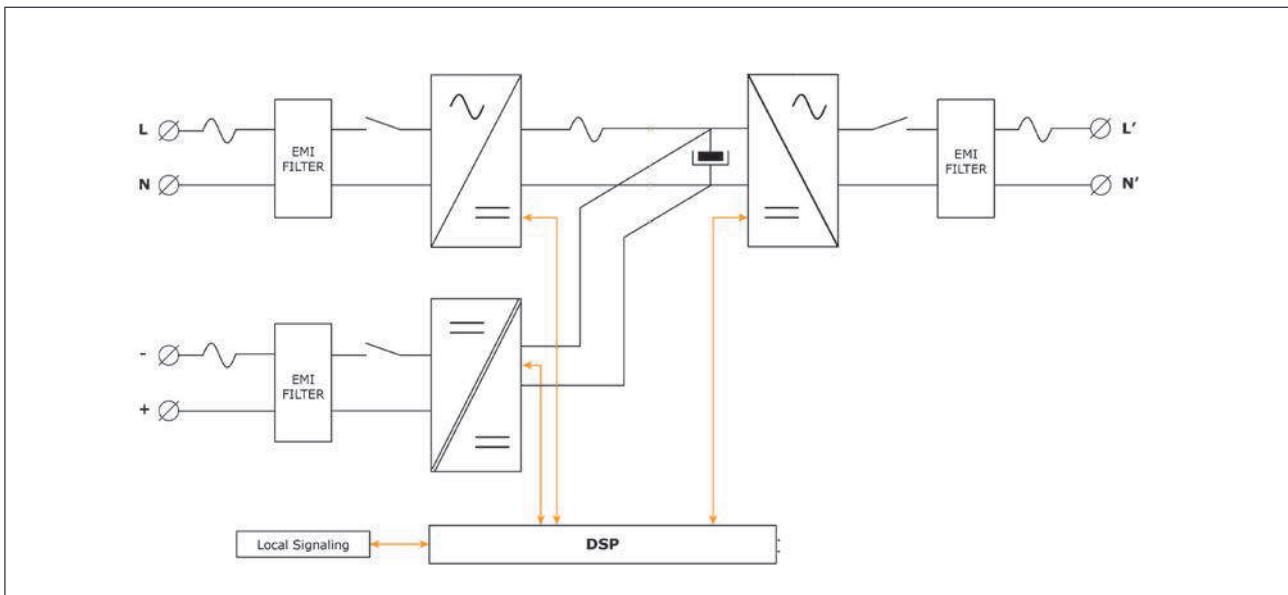 L
EMI
FILTER
EMI
FILTER
L'
N
N'
-
EMI
FILTER
+
Local Signaling
DSP